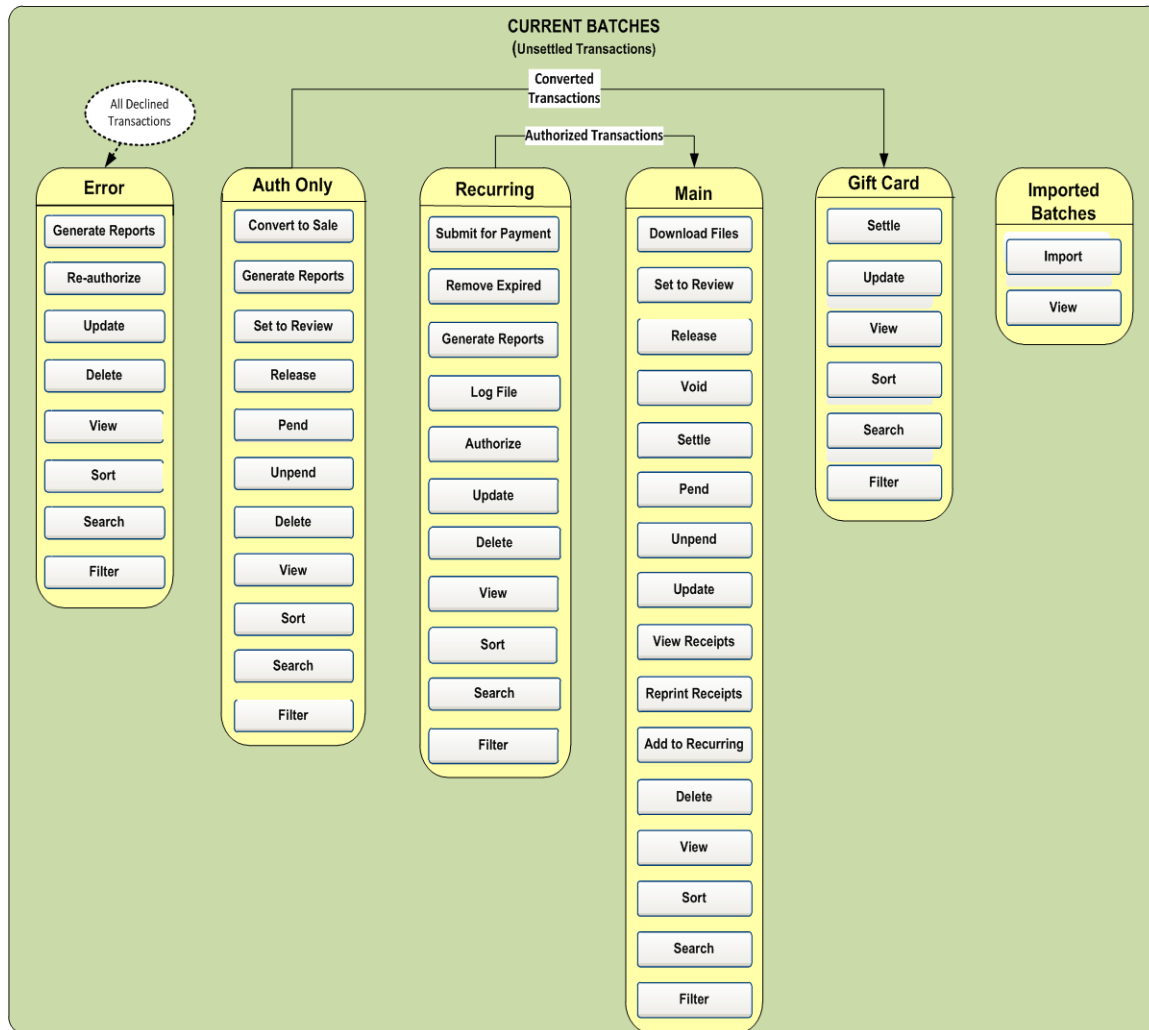 CURRENT BATCHES
(Unsettled Transactions)
Converted
Transactions
All Declined
Transactions
Authorized Transactions
Error
Generate Reports
Re-authorize
Update
Delete
View
Sort
Search
Filter
Auth Only
Convert to Sale
Generate Reports
Set to Review
Release
Pend
Unpend
Delete
View
Sort
Search
Filter
Recurring
Submit for Payment
Remove Expired
Generate Reports
Log File
Authorize
Update
Delete
View
Sort
Search
Filter
Main
Download Files
Set to Review
Release
Void
Settle
Pend
Unpend
Update
View Receipts
Reprint Receipts
Add to Recurring
Delete
View
Sort
Search
Filter
Gift Card
Settle
Update
View
Sort
Search
Filter
Imported
Batches
Import
View